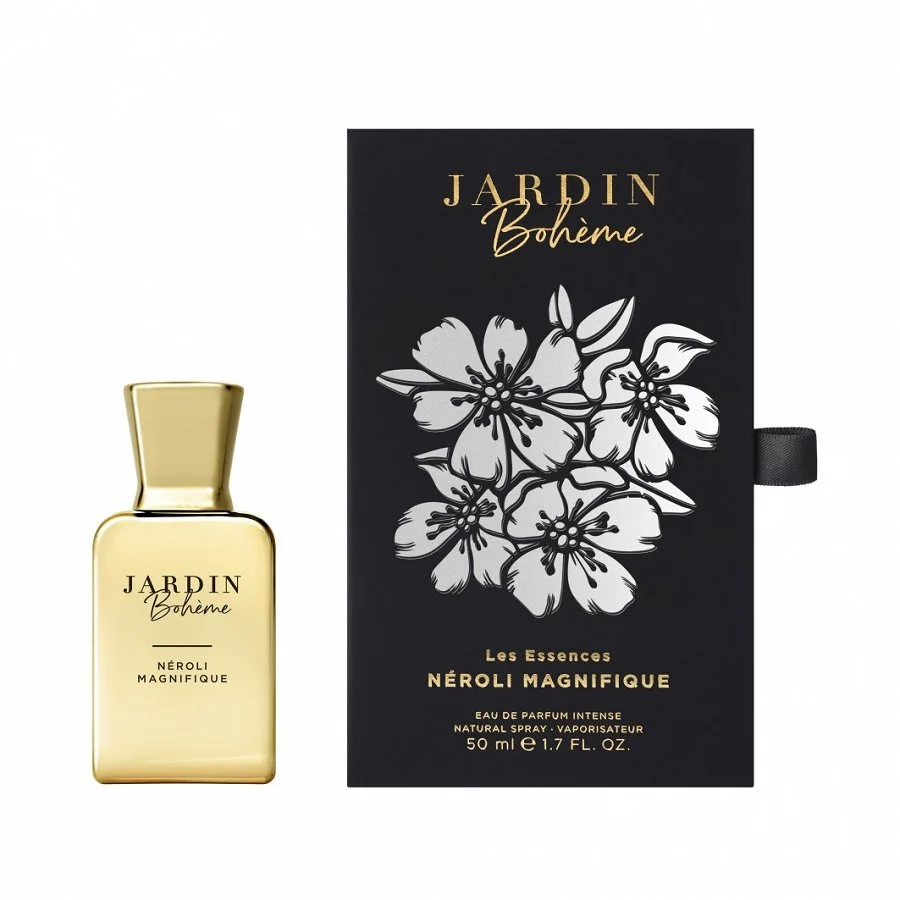 JARDIN
Bohème
NÉROLI
MAGNIFIQUE
JARDIN
Bohème
Les Essences
NÉROLI MAGNIFIQUE
EAU DE PARFUM INTENSE
NATURAL SPRAY · VAPORISATEUR
50 ml ℮ 1.7 FL. OZ.